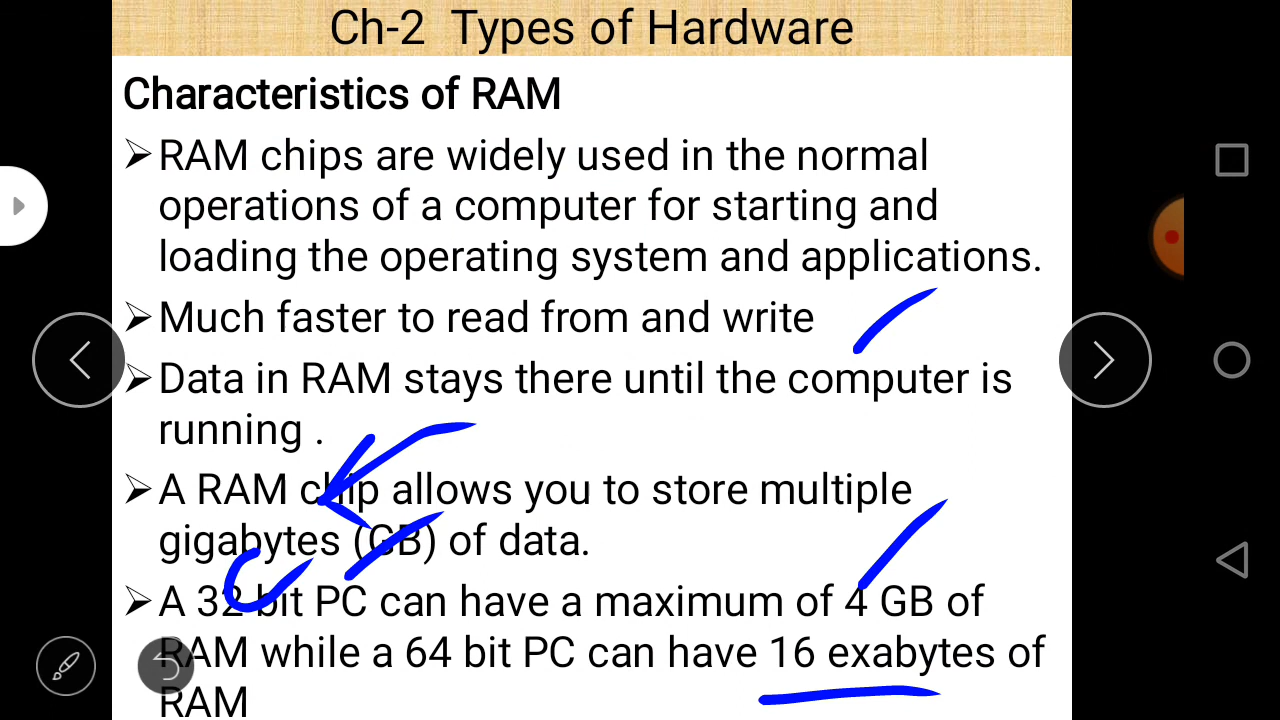 Ch-2 Types of Hardware
Characteristics of RAM
➢RAM chips are widely used in the normal
operations of a computer for starting and
loading the operating system and applications.
➢Much faster to read from and write
➢Data in RAM stays there until the computer is
running .
➢A RAM chip allows you to store multiple
gigabytes (GB) of data.
➢A 32 bit PC can have a maximum of 4 GB of
RAM while a 64 bit PC can have 16 exabytes of
RAM